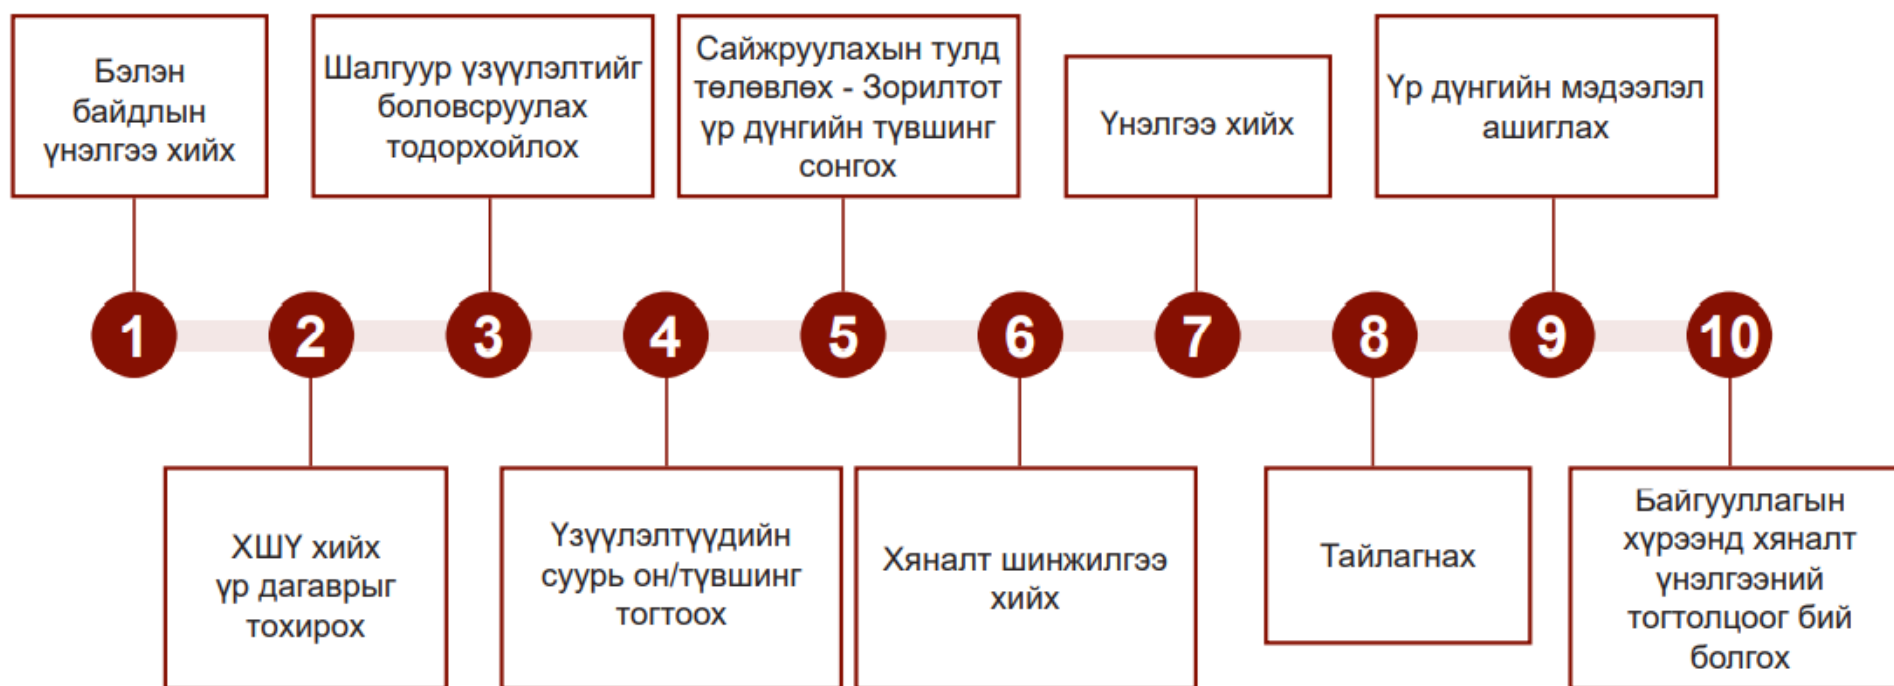 Бэлэн
байдлын
үнэлгээ хийх
Шалгуур үзүүлэлтийг
боловсруулах
тодорхойлох
Сайжруулахын тулд
төлөвлөх - Зорилтот
үр дүнгийн түвшинг
сонгох
Үнэлгээ хийх
Үр дүнгийн мэдээлэл
ашиглах
1
2
3
4
5
6
7
8
9
10
ХШҮ хийх
үр дагаврыг
тохирох
Үзүүлэлтүүдийн
суурь он/түвшинг
тогтоох
Хяналт шинжилгээ
хийх
Тайлагнах
Байгууллагын
хүрээнд хяналт
үнэлгээний
тогтолцоог бий
болгох